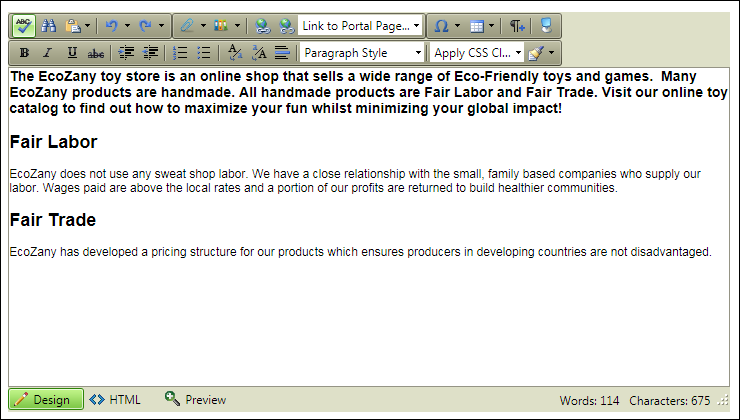 ABC
Link to Portal Page...
Ω
B I U abc Paragraph Style Apply CSS Cl...
The EcoZany toy store is an online shop that sells a wide range of Eco-Friendly toys and games.  Many
EcoZany products are handmade. All handmade products are Fair Labor and Fair Trade. Visit our online toy
catalog to find out how to maximize your fun whilst minimizing your global impact!
Fair Labor
EcoZany does not use any sweat shop labor. We have a close relationship with the small, family based companies who supply our
labor. Wages paid are above the local rates and a portion of our profits are returned to build healthier communities.
Fair Trade
EcoZany has developed a pricing structure for our products which ensures producers in developing countries are not disadvantaged.
Design HTML Preview Words: 114 Characters: 675